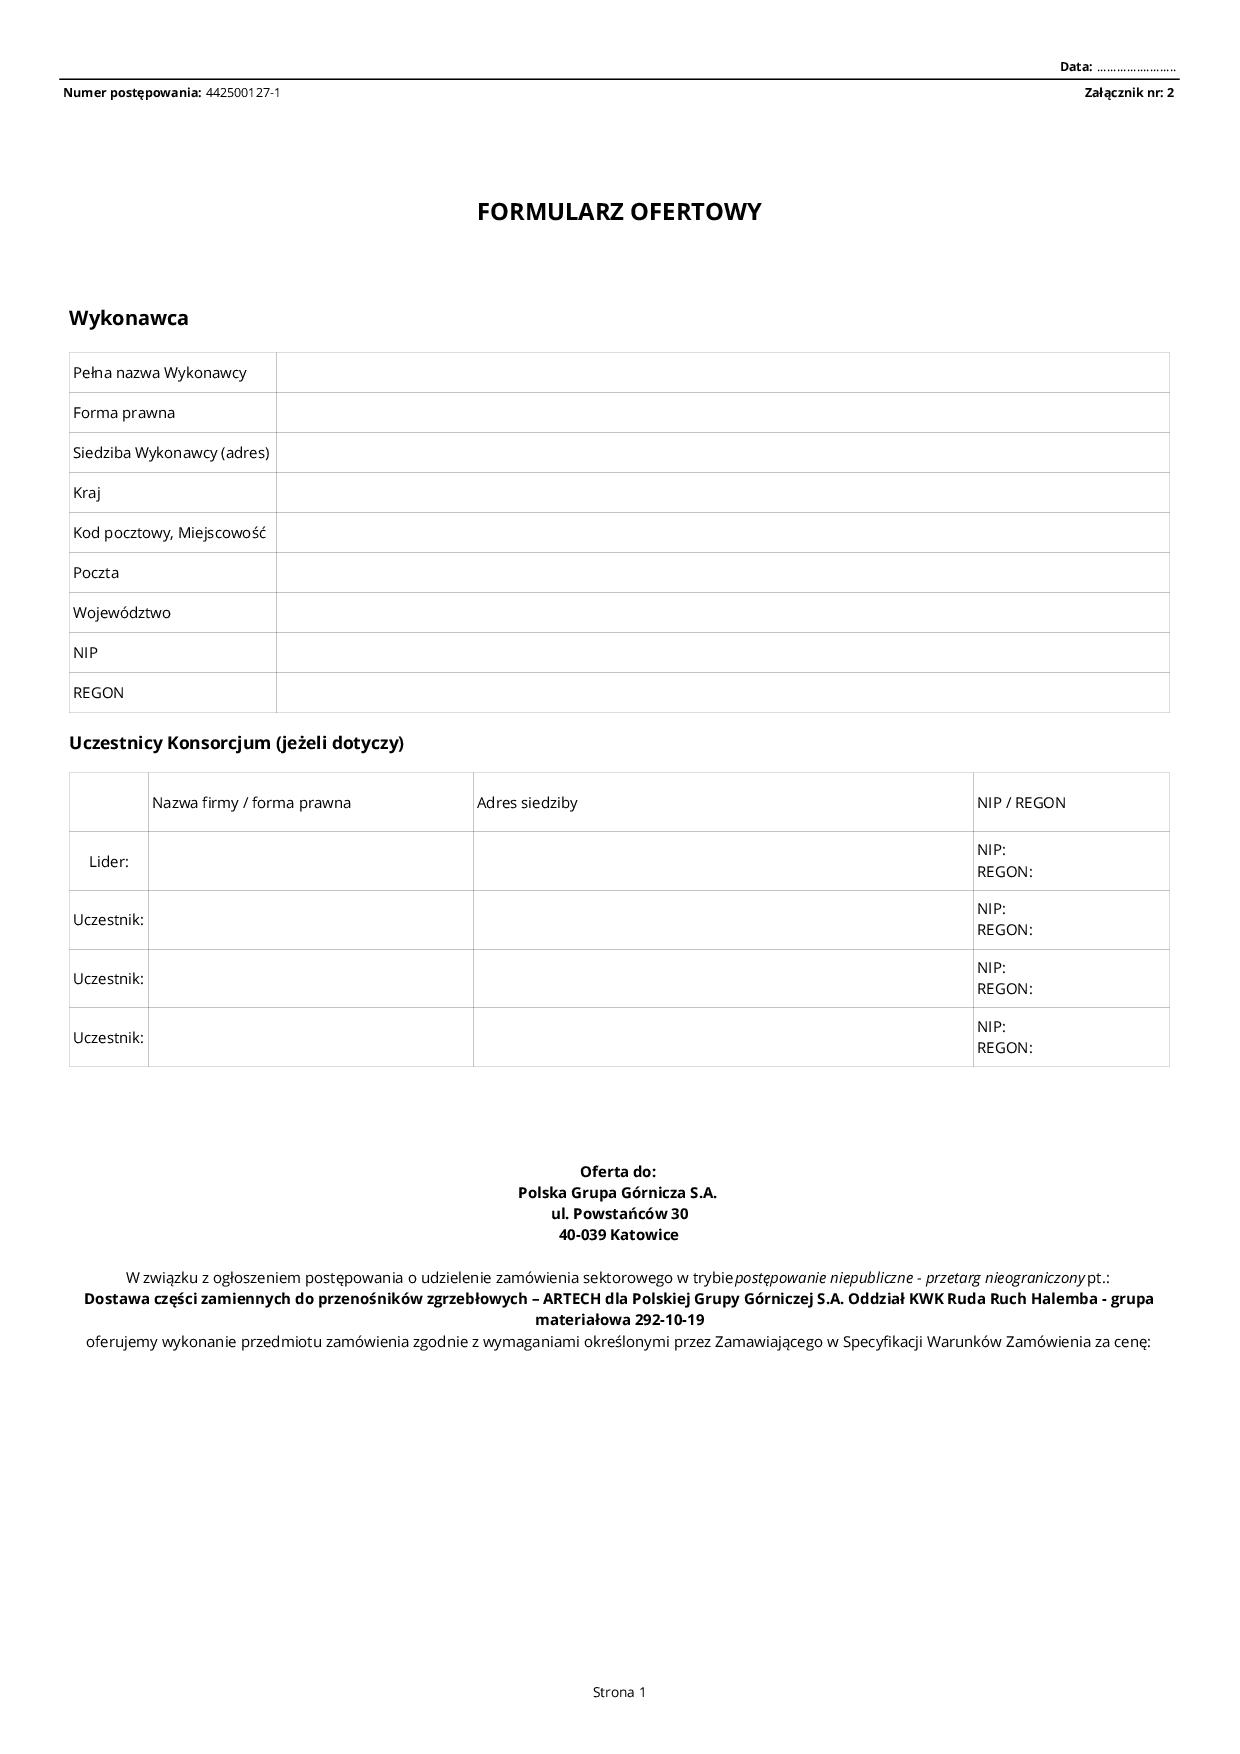 Data: ........................
Numer postępowania: 442500127-1 Załącznik nr: 2
FORMULARZ OFERTOWY
Wykonawca
Pełna nazwa Wykonawcy
Forma prawna
Siedziba Wykonawcy (adres)
Kraj
Kod pocztowy, Miejscowość
Poczta
Województwo
NIP
REGON
Uczestnicy Konsorcjum (jeżeli dotyczy)
Nazwa firmy / forma prawna Adres siedziby NIP / REGON
Lider: NIP:
REGON:
Uczestnik: NIP:
REGON:
Uczestnik: NIP:
REGON:
Uczestnik: NIP:
REGON:
Oferta do:
Polska Grupa Górnicza S.A.
ul. Powstańców 30
40-039 Katowice
W związku z ogłoszeniem postępowania o udzielenie zamówienia sektorowego w trybie postępowanie niepubliczne - przetarg nieograniczony pt.:
Dostawa części zamiennych do przenośników zgrzebłowych – ARTECH dla Polskiej Grupy Górniczej S.A. Oddział KWK Ruda Ruch Halemba - grupa
materiałowa 292-10-19
oferujemy wykonanie przedmiotu zamówienia zgodnie z wymaganiami określonymi przez Zamawiającego w Specyfikacji Warunków Zamówienia za cenę:
Strona 1